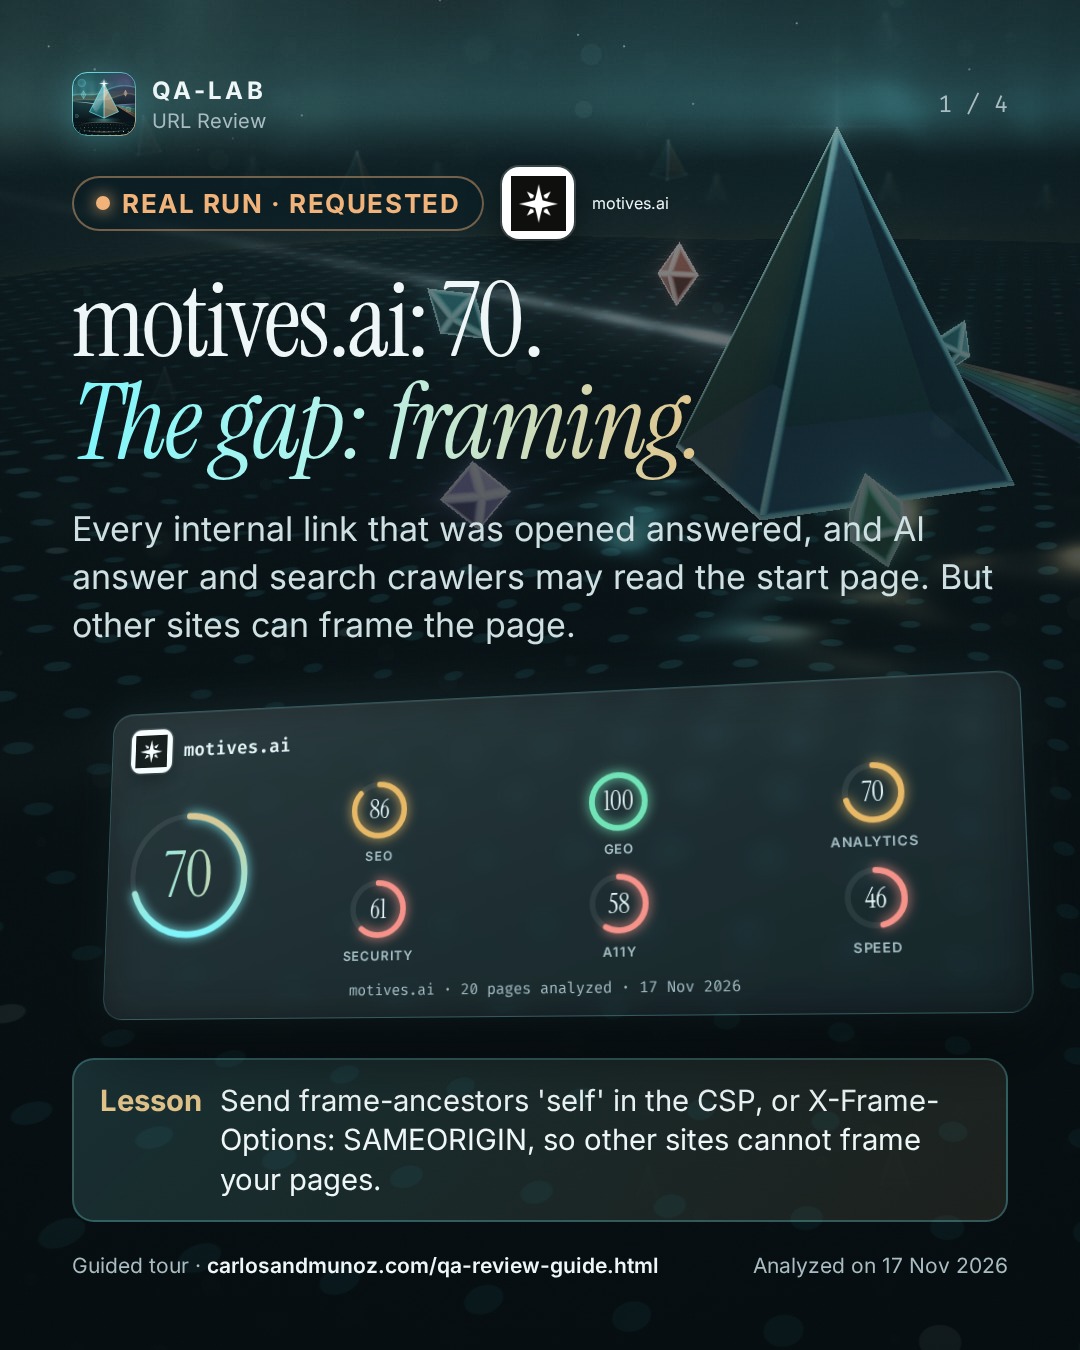 QA-LAB
URL Review
1 / 4
REAL RUN · REQUESTED
motives.ai
motives.ai: 70.
The gap: framing.
Every internal link that was opened answered, and AI
answer and search crawlers may read the start page. But
other sites can frame the page.
motives.ai
70
86
SEO
100
GEO
70
ANALYTICS
61
SECURITY
58
A11Y
46
SPEED
motives.ai · 20 pages analyzed · 17 Nov 2026
Lesson Send frame-ancestors 'self' in the CSP, or X-Frame-
Options: SAMEORIGIN, so other sites cannot frame
your pages.
Guided tour · carlosandmunoz.com/qa-review-guide.html
Analyzed on 17 Nov 2026